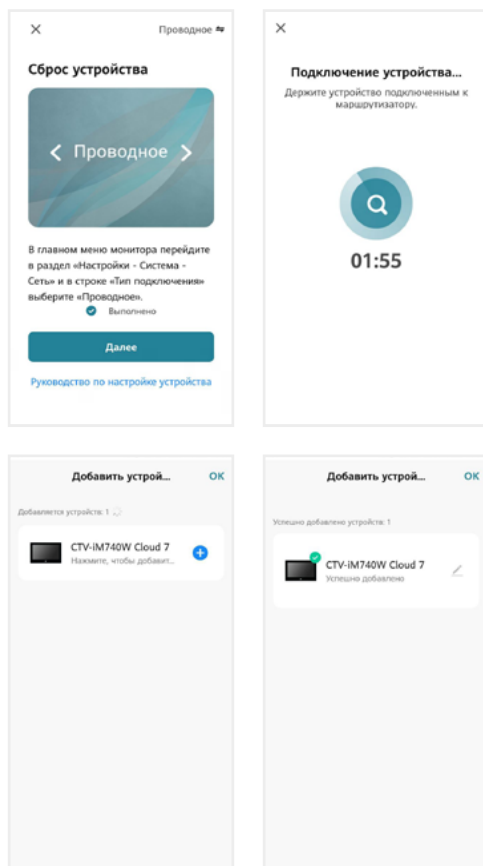 Проводное
Сброс устройства
Проводное
В главном меню монитора перейдите
в раздел «Настройки - Система -
Сеть» и в строке «Тип подключения»
выберите «Проводное».
Выполнено
Далее
Руководство по настройке устройства
Подключение устройства...
Держите устройство подключенным к
маршрутизатору.
01:55
Добавить устрой... ОК
Добавляется устройств: 1
CTV-iM740W Cloud 7
Нажмите, чтобы добавит...
Добавить устрой... ОК
Успешно добавлено устройств: 1
CTV-iM740W Cloud 7
Успешно добавлено